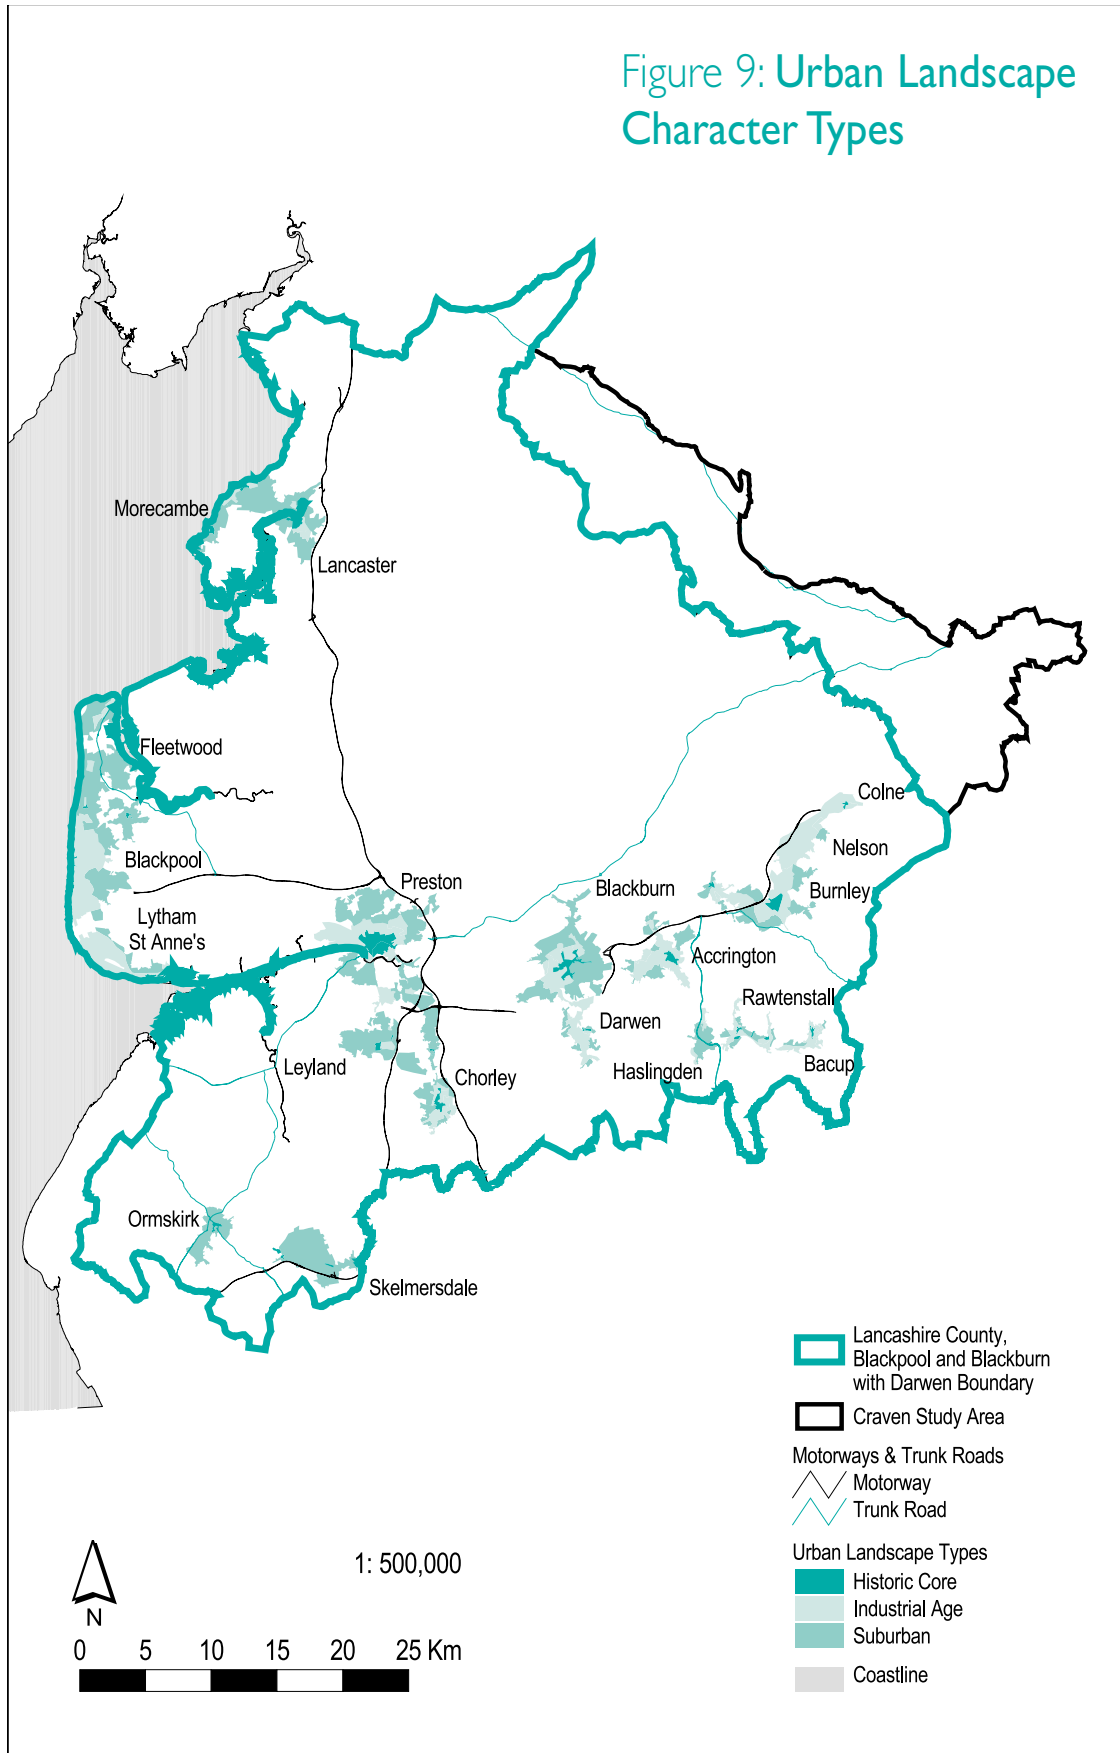 Figure 9: Urban Landscape
Character Types
Morecambe
Lancaster
Fleetwood
Colne
Nelson
Blackpool
Preston
Blackburn
Burnley
Lytham
St Anne's
Accrington
Rawtenstall
Darwen
Leyland
Haslingden
Bacup
Chorley
Ormskirk
Skelmersdale
Lancashire County,
Blackpool and Blackburn
with Darwen Boundary
Craven Study Area
Motorways & Trunk Roads
Motorway
Trunk Road
Urban Landscape Types
Historic Core
Industrial Age
Suburban
Coastline
1: 500,000
N
0 5 10 15 20 25 Km